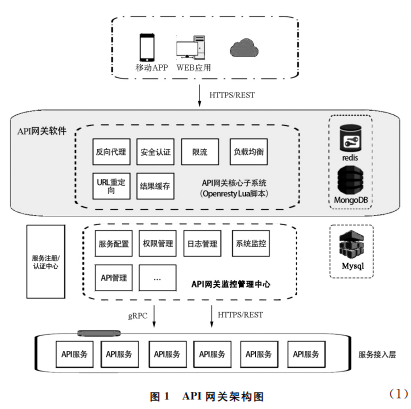 移动APP WEB应用
HTTPS/REST
API网关软件
反向代理 安全认证 限流 负载均衡
URL重定向 结果缓存
API网关核心子系统
(Openresty Lua脚本)
redis
MongoDB
服务注册/
认证中心
服务配置 权限管理 日志管理 系统监控
API管理 ...
API网关监控管理中心
Mysql
gRPC HTTPS/REST
API服务 API服务 API服务 API服务 API服务 API服务
服务接入层
图 1 API 网关架构图
(1)